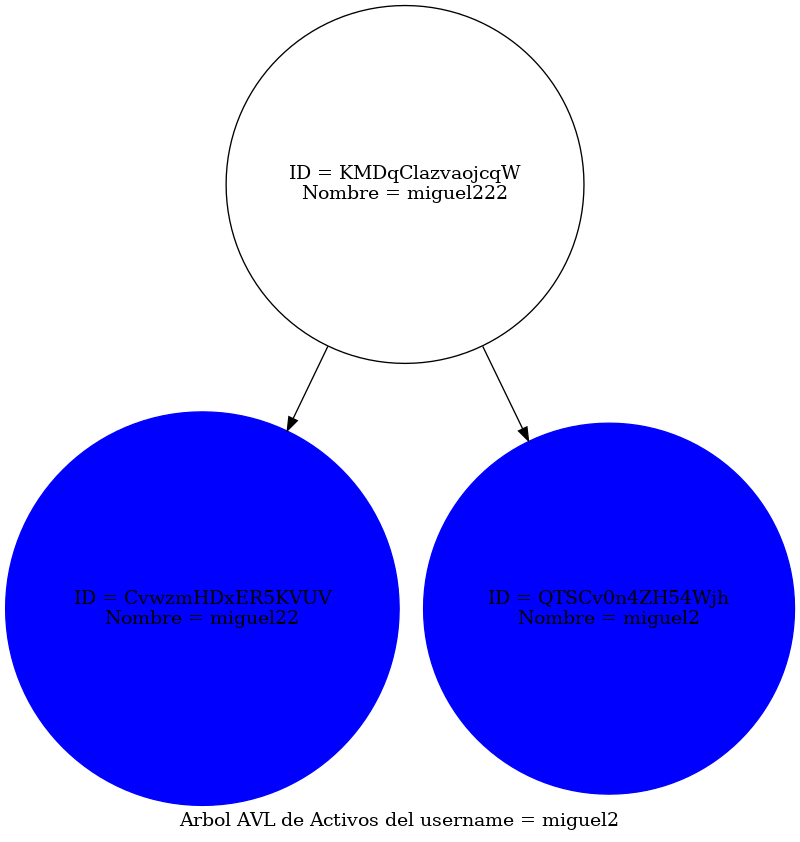 ID = KMDqClazvaojcqW
Nombre = miguel222
ID = CvwzmHDxER5KVUV
Nombre = miguel22
ID = QTSCv0n4ZH54Wjh
Nombre = miguel2
Arbol AVL de Activos del username = miguel2